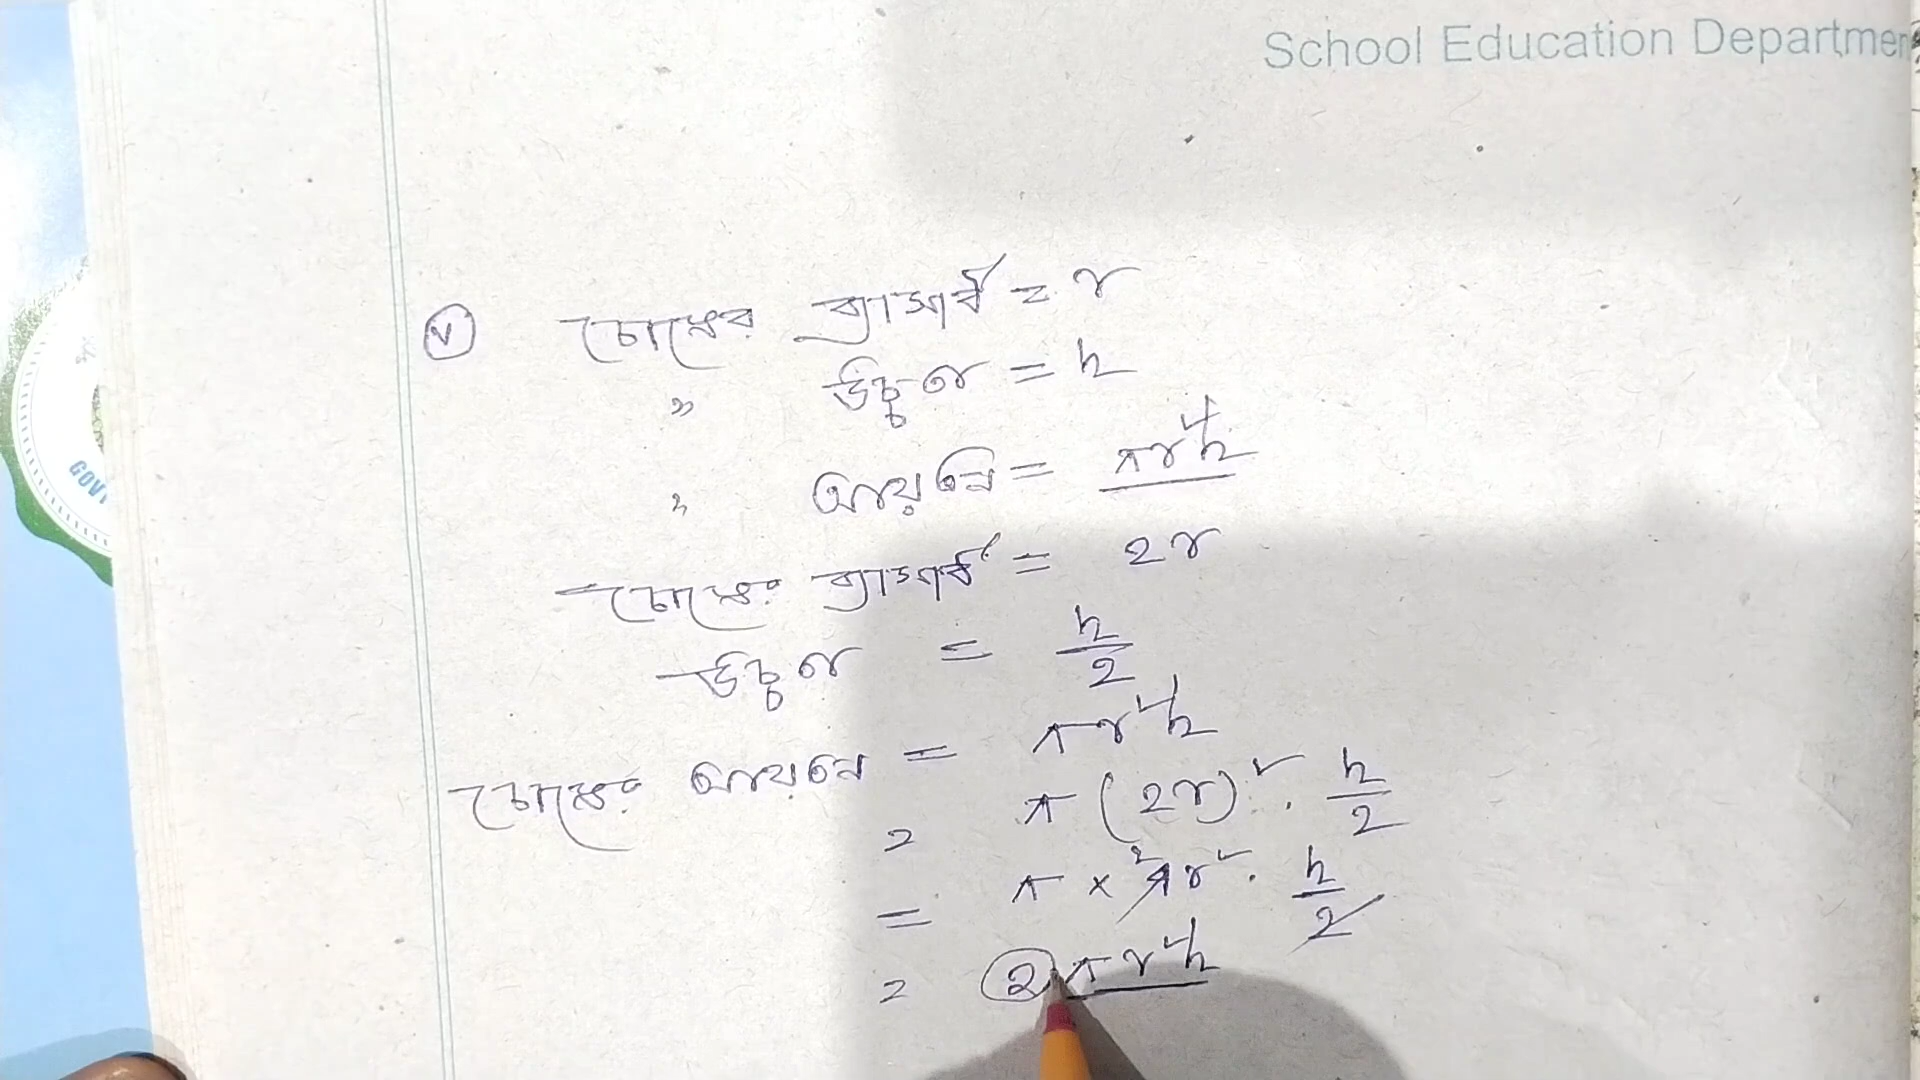 School Education Departmen
GOVT
(v) চোঙের ব্যাসার্ধ = r
" উচ্চতা = h
" আয়তন = πr²h
চোঙের ব্যাসার্ধ = 2r
উচ্চতা = h/2
চোঙের আয়তন = πr²h
= π(2r)² · h/2
= π × 4r² · h/2
= 2πr²h